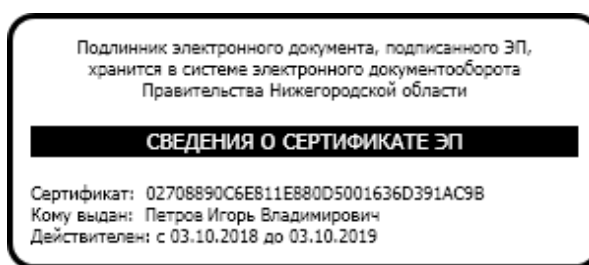 Подлинник электронного документа, подписанного ЭП,
хранится в системе электронного документооборота
Правительства Нижегородской области
СВЕДЕНИЯ О СЕРТИФИКАТЕ ЭП
Сертификат: 02708890C6E811E880D5001636D391AC9B
Кому выдан: Петров Игорь Владимирович
Действителен: с 03.10.2018 до 03.10.2019